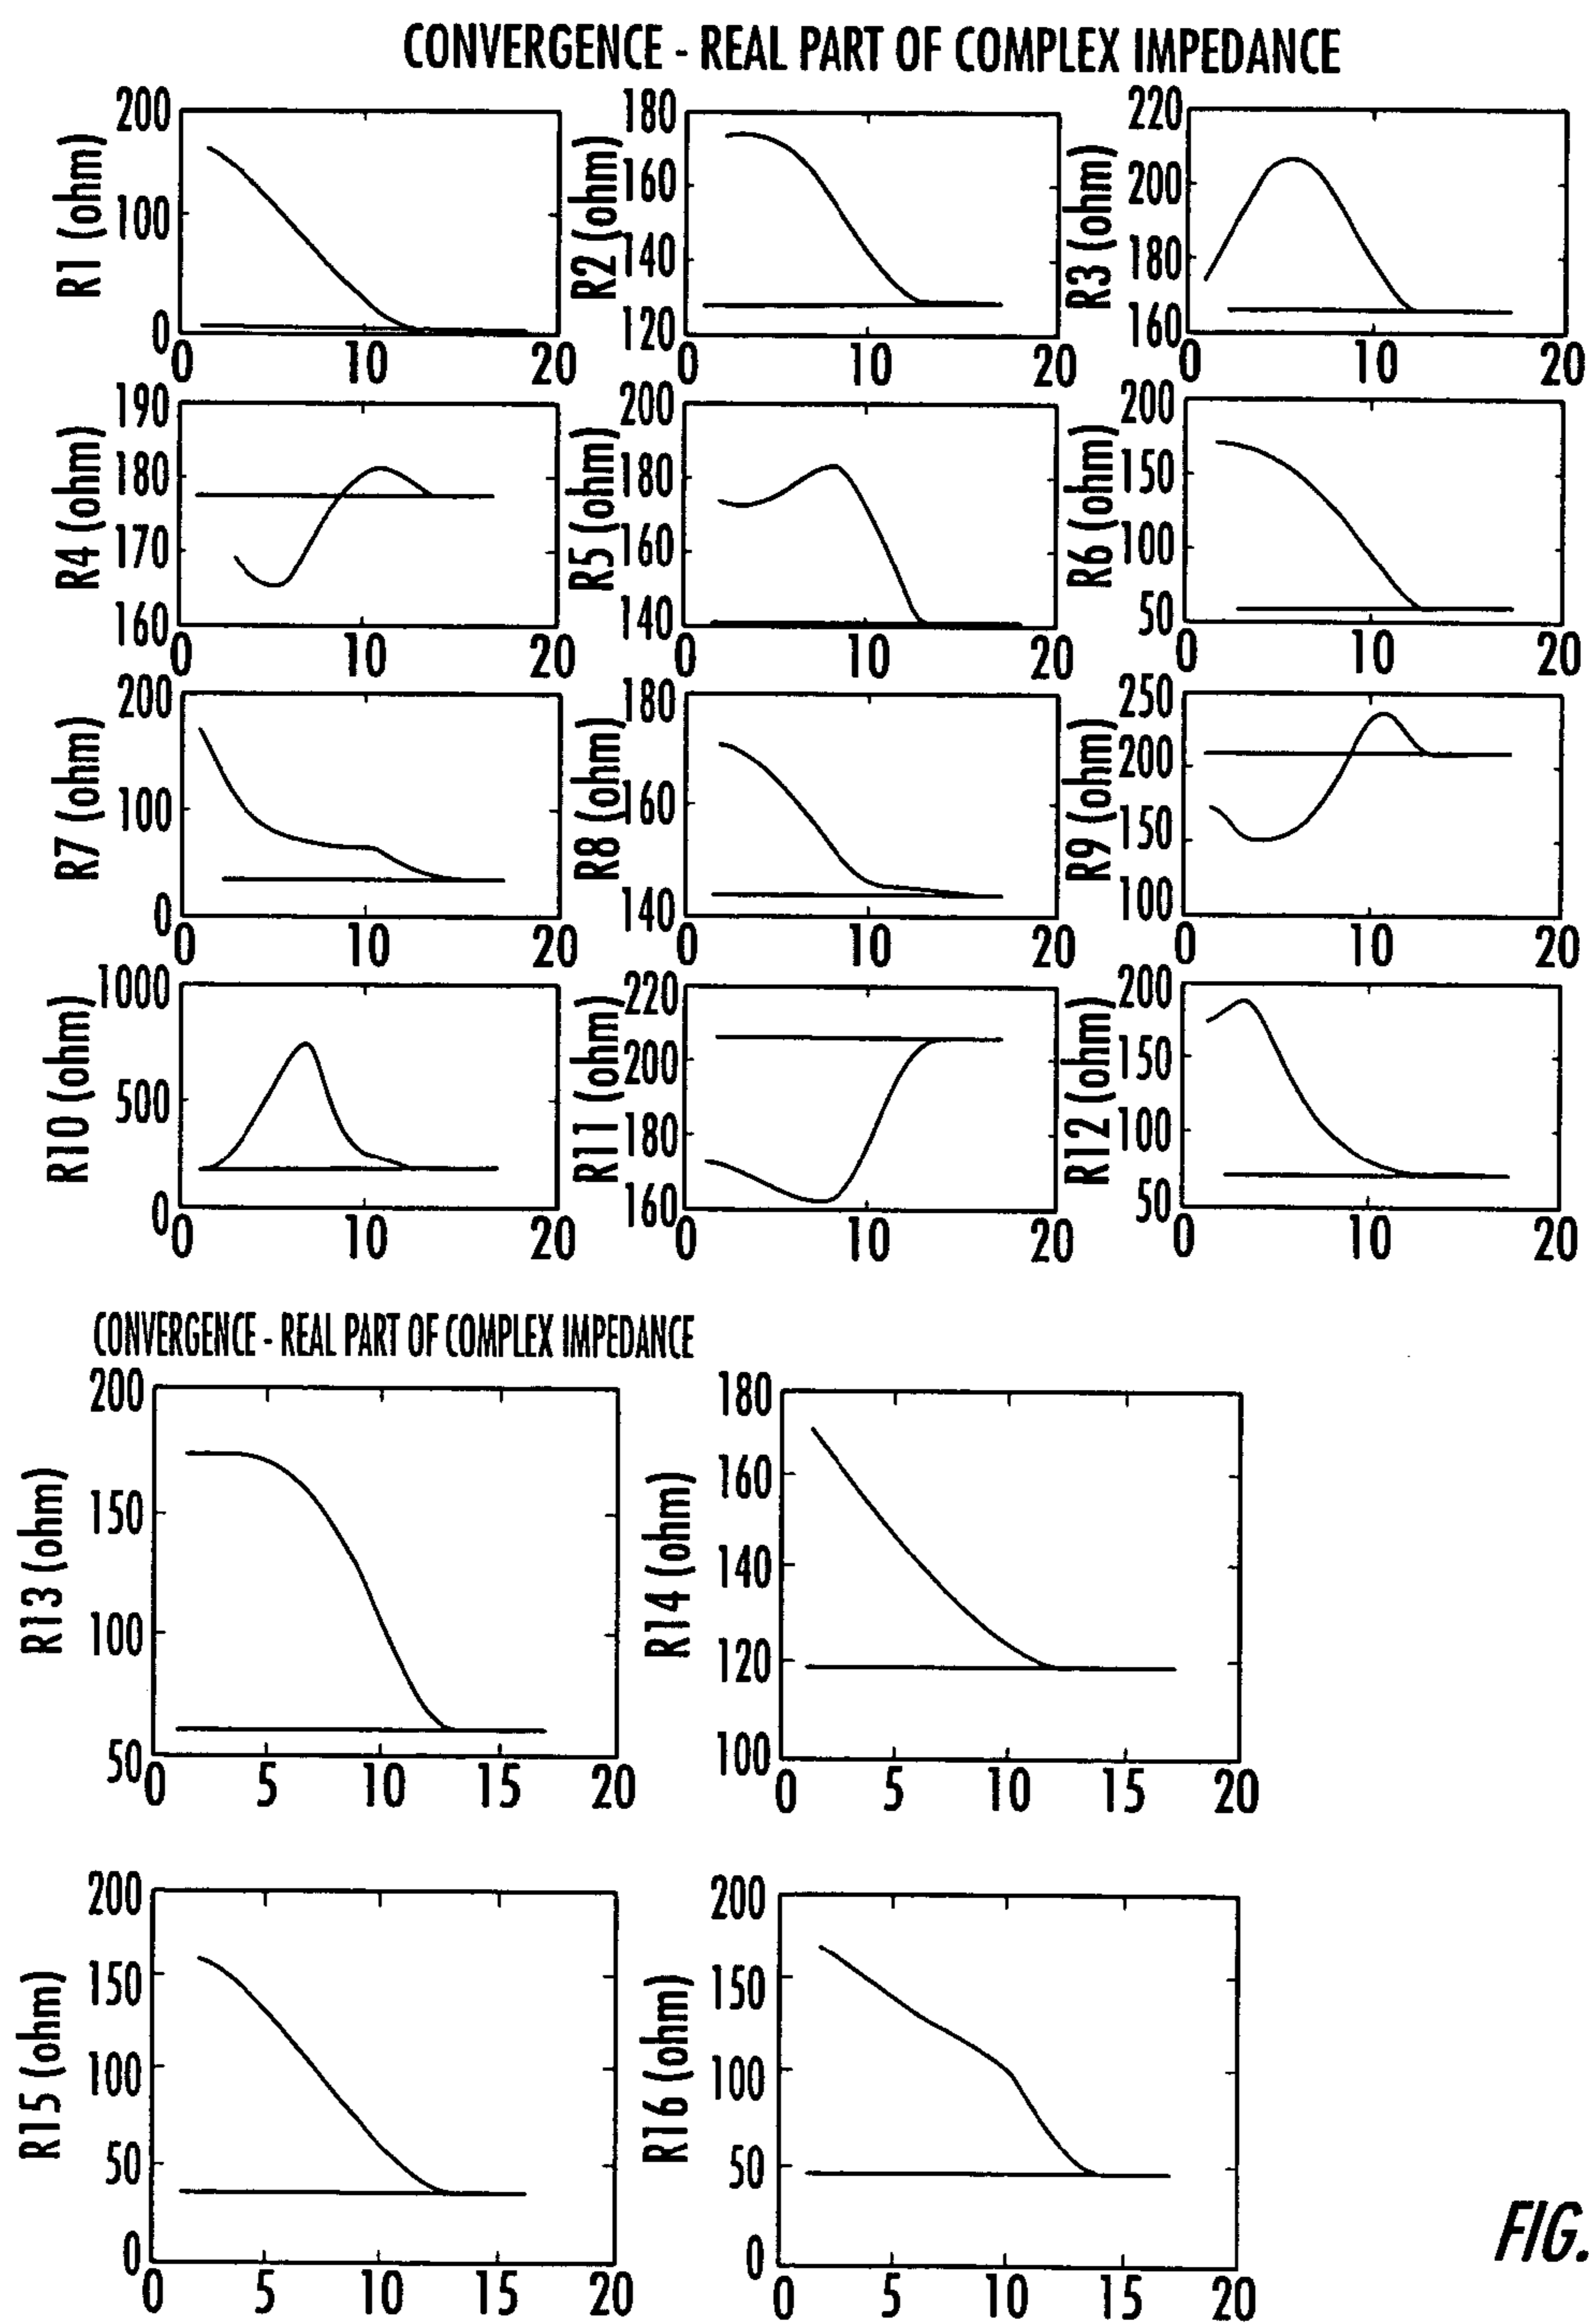 CONVERGENCE - REAL PART OF COMPLEX IMPEDANCE
R1 (ohm)
200
100
0
0 10 20
R2 (ohm)
180
160
140
120
0 10 20
R3 (ohm)
220
200
180
160
0 10 20
R4 (ohm)
190
180
170
160
0 10 20
R5 (ohm)
200
180
160
140
0 10 20
R6 (ohm)
200
150
100
50
0 10 20
R7 (ohm)
200
100
0
0 10 20
R8 (ohm)
180
160
140
0 10 20
R9 (ohm)
250
200
150
100
0 10 20
R10 (ohm)
1000
500
0
0 10 20
R11 (ohm)
220
200
180
160
0 10 20
R12 (ohm)
200
150
100
50
0 10 20
CONVERGENCE - REAL PART OF COMPLEX IMPEDANCE
R13 (ohm)
200
150
100
50
0 5 10 15 20
R14 (ohm)
180
160
140
120
100
0 5 10 15 20
R15 (ohm)
200
150
100
50
0
0 5 10 15 20
R16 (ohm)
200
150
100
50
0
0 5 10 15 20
FIG.